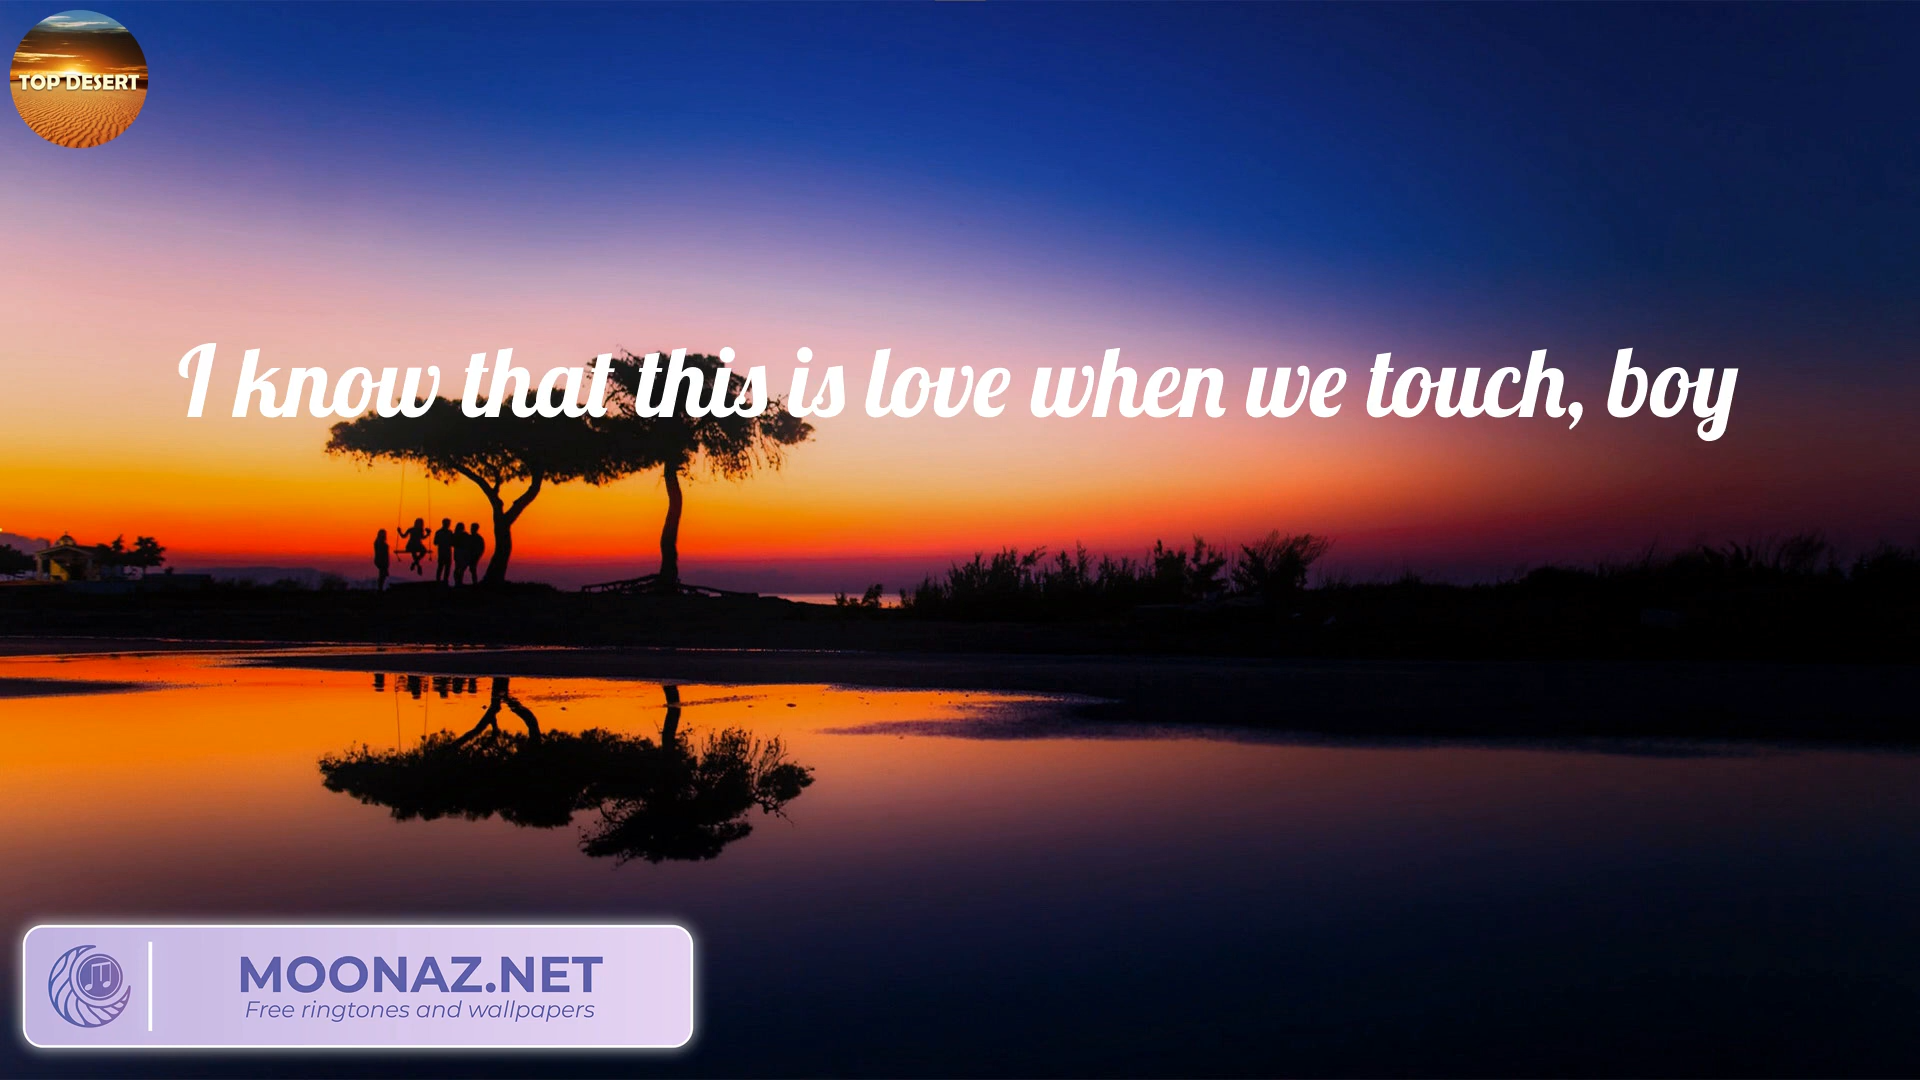 TOP DESERT
I know that this is love when we touch, boy
MOONAZ.NET
Free ringtones and wallpapers